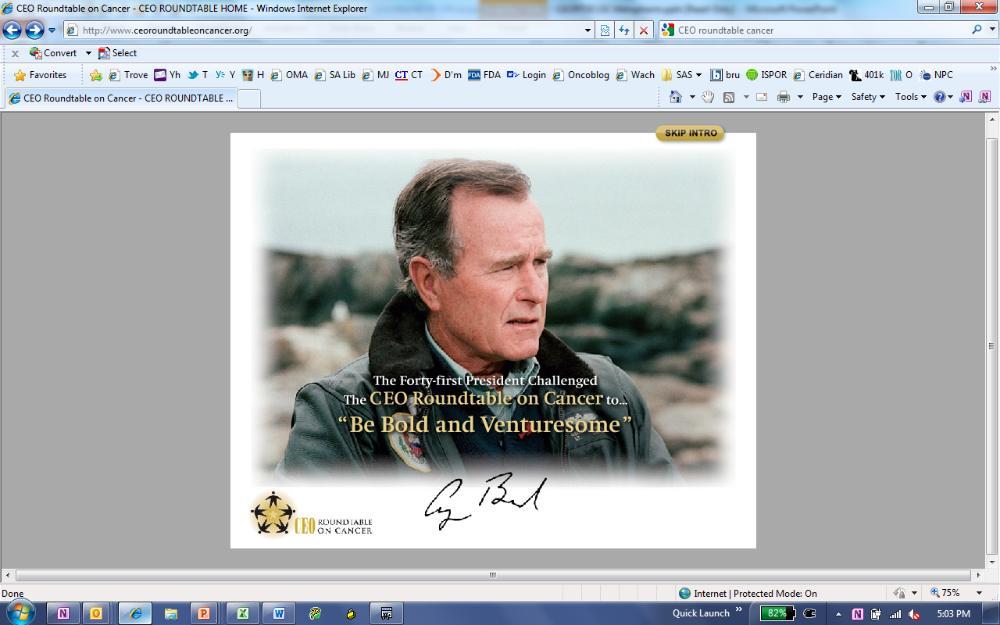 CEO Roundtable on Cancer - CEO ROUNDTABLE HOME - Windows Internet Explorer
http://www.ceoroundtableoncancer.org/
CEO roundtable cancer
x Convert Select
Favorites Trove Yh T Y H OMA SA Lib MJ CT CT D'm FDA FDA Login Oncoblog Wach SAS bru ISPOR Ceridian 401k TOR O NPC
CEO Roundtable on Cancer - CEO ROUNDTABLE ...
Page Safety Tools
SKIP INTRO
The Forty-first President Challenged
The CEO Roundtable on Cancer to...
“Be Bold and Venturesome”
CEO ROUNDTABLE
ON CANCER
Done
Internet | Protected Mode: On
75%
Quick Launch
82%
5:03 PM